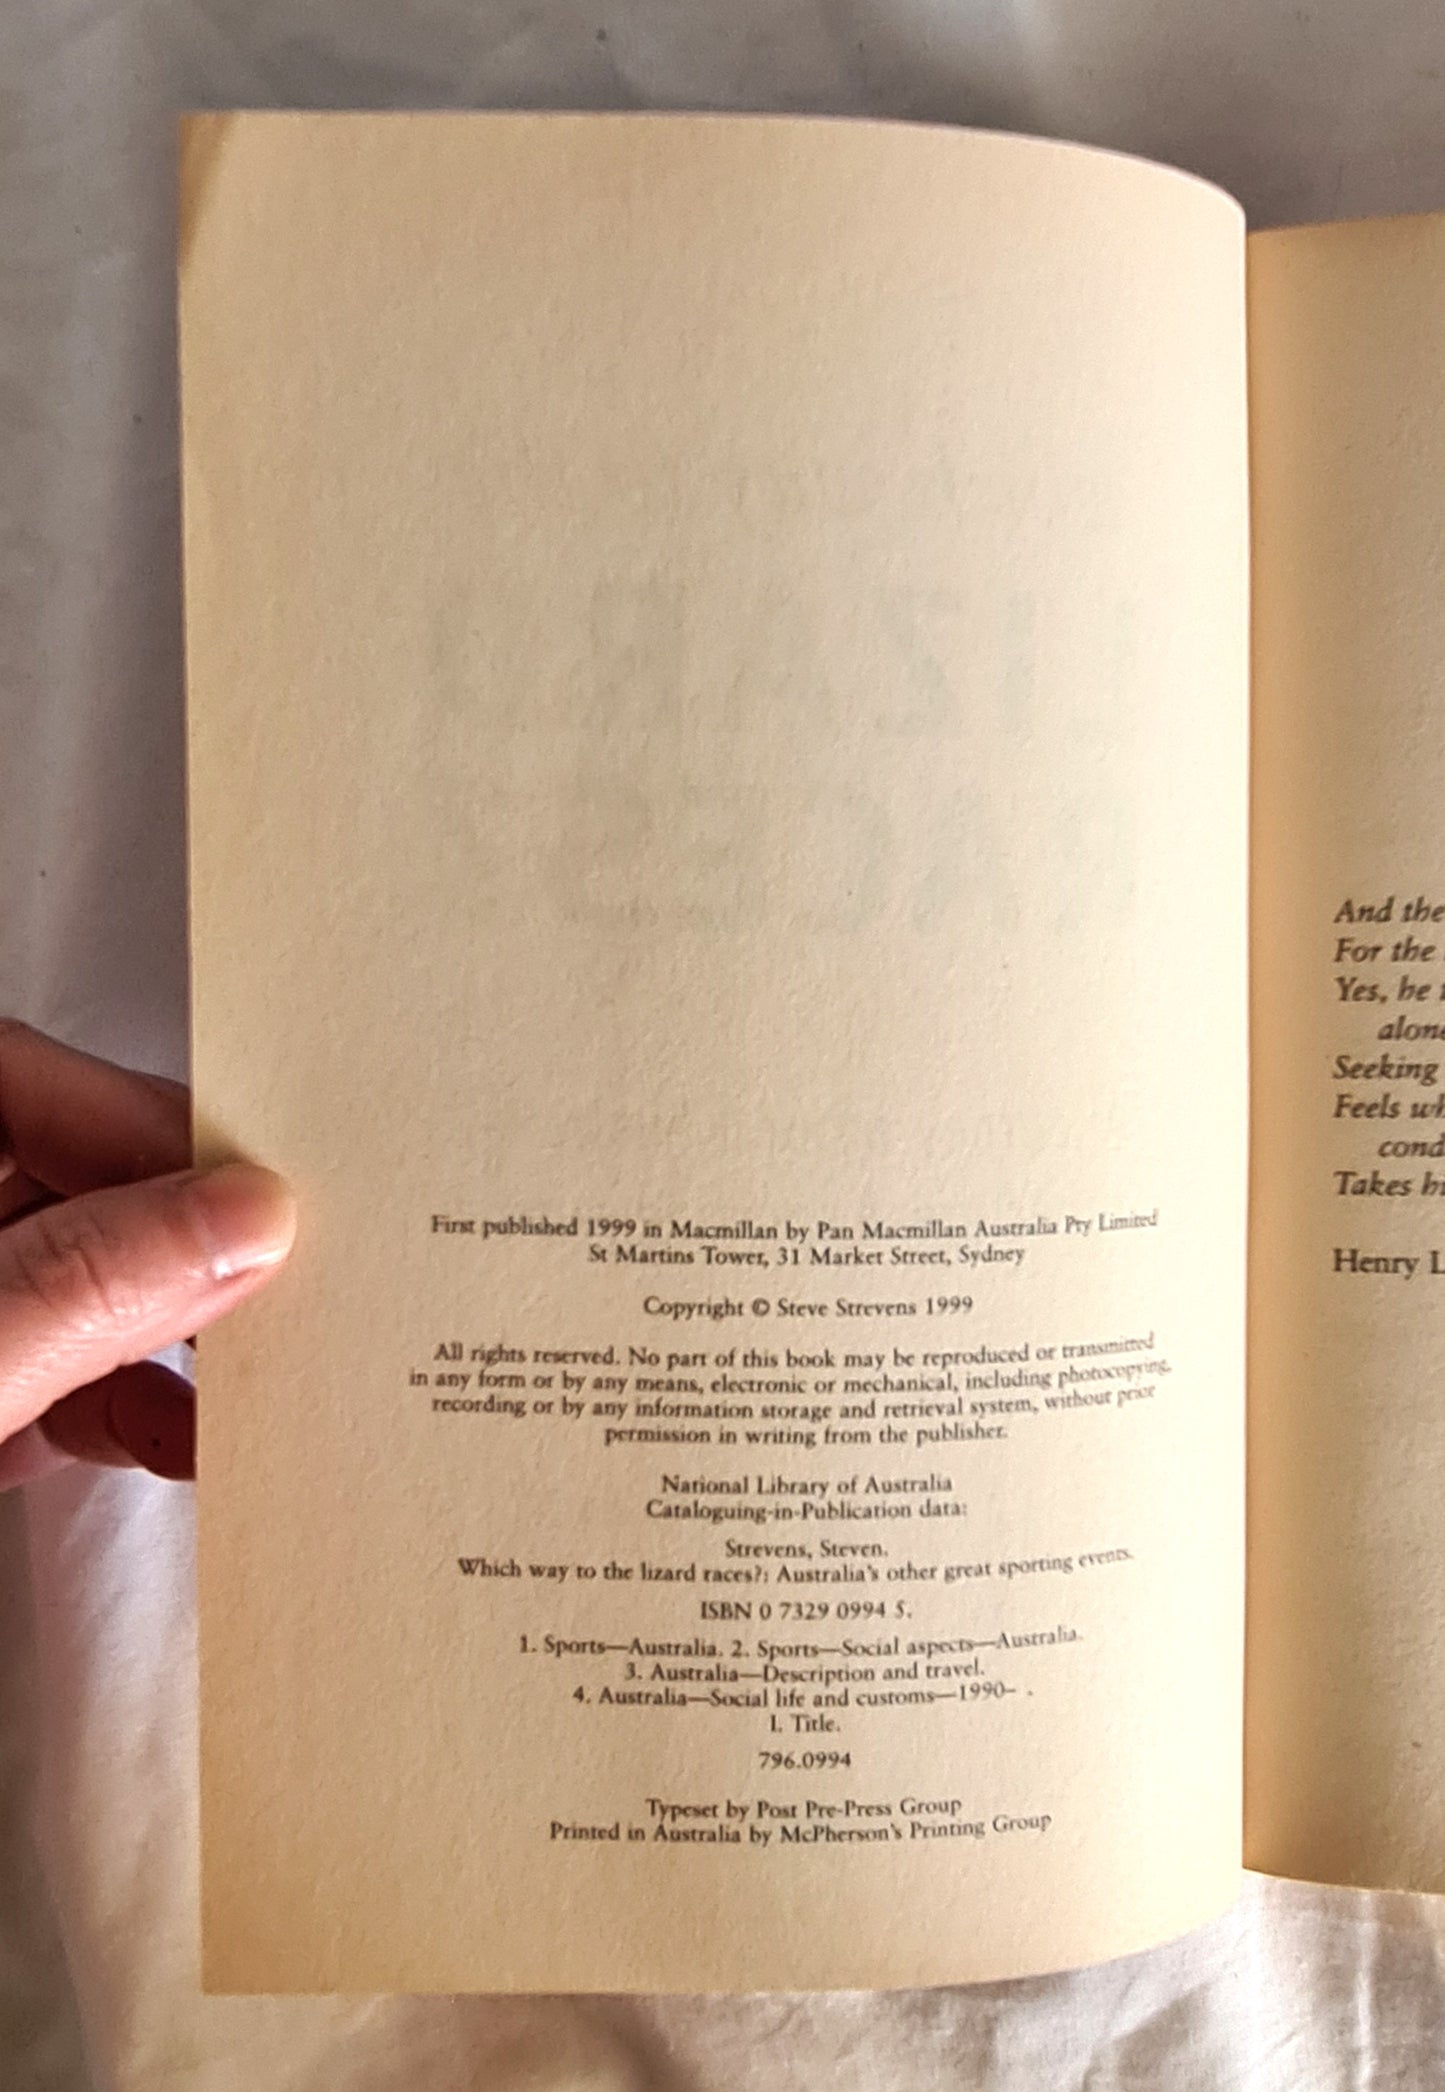 First published 1999 in Macmillan by Pan Macmillan Australia Pty Limited
St Martins Tower, 31 Market Street, Sydney
Copyright © Steve Strevens 1999
All rights reserved. No part of this book may be reproduced or transmitted
in any form or by any means, electronic or mechanical, including photocopying,
recording or by any information storage and retrieval system, without prior
permission in writing from the publisher.
National Library of Australia
Cataloguing-in-Publication data:
Strevens, Steven.
Which way to the lizard races?: Australia's other great sporting events.
ISBN 0 7329 0994 5.
1. Sports—Australia. 2. Sports—Social aspects—Australia.
3. Australia—Description and travel.
4. Australia—Social life and customs—1990– .
I. Title.
796.0994
Typeset by Post Pre-Press Group
Printed in Australia by McPherson's Printing Group
And the
For the
Yes, he
Seeking
Feels
Takes
Henry